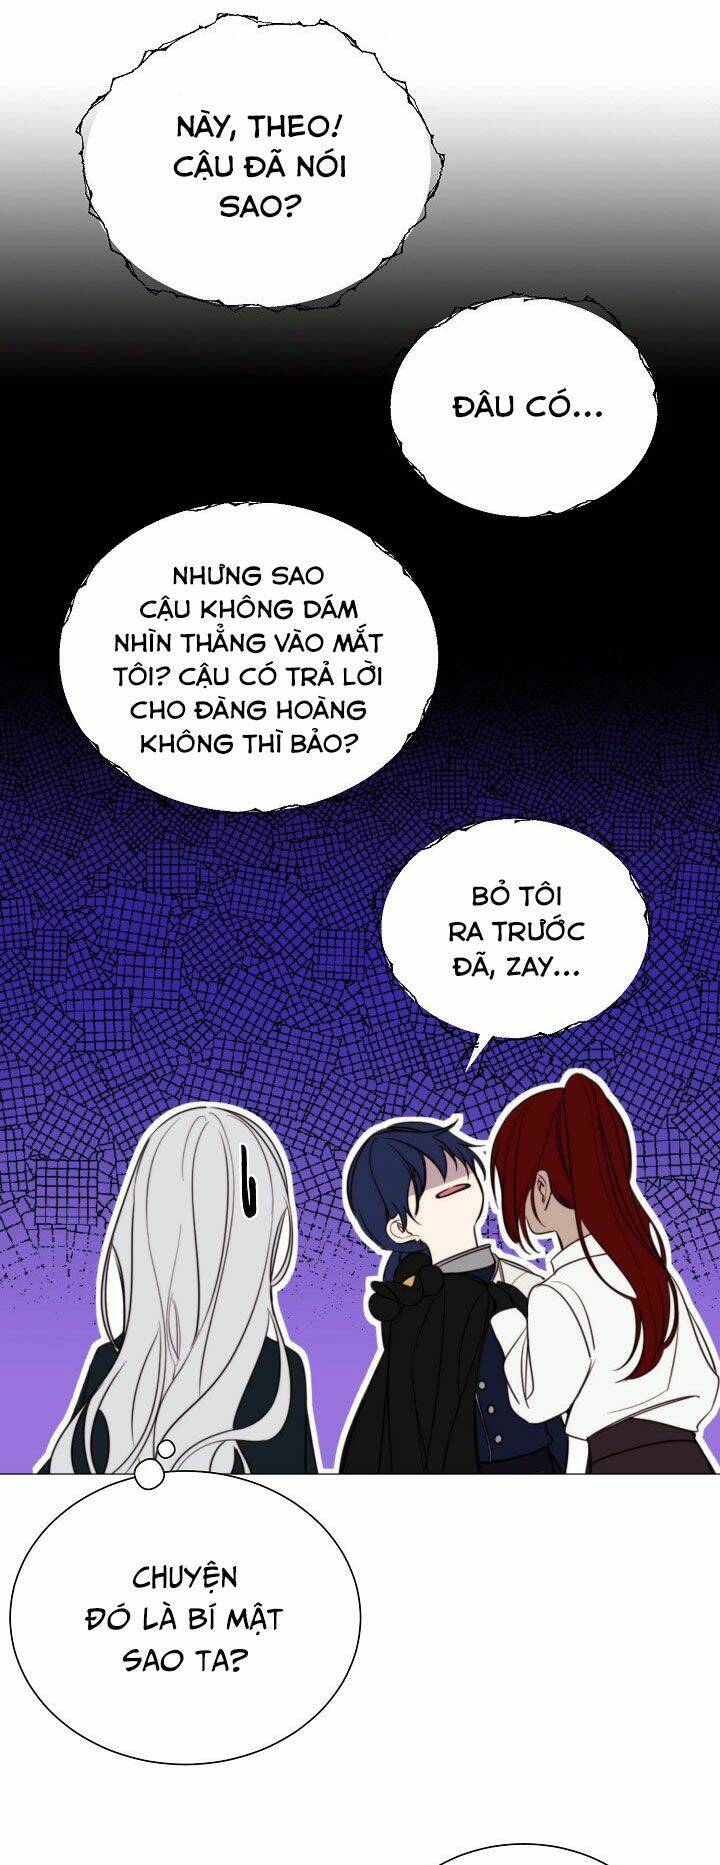 NÀY, THEO!
CẬU ĐÃ NÓI
SAO?
ĐÂU CÓ...
NHƯNG SAO
CẬU KHÔNG DÁM
NHÌN THẲNG VÀO MẮT
TÔI? CẬU CÓ TRẢ LỜI
CHO ĐÀNG HOÀNG
KHÔNG THÌ BẢO?
BỎ TÔI
RA TRƯỚC
ĐÃ, ZAY...
CHUYỆN
ĐÓ LÀ BÍ MẬT
SAO TA?